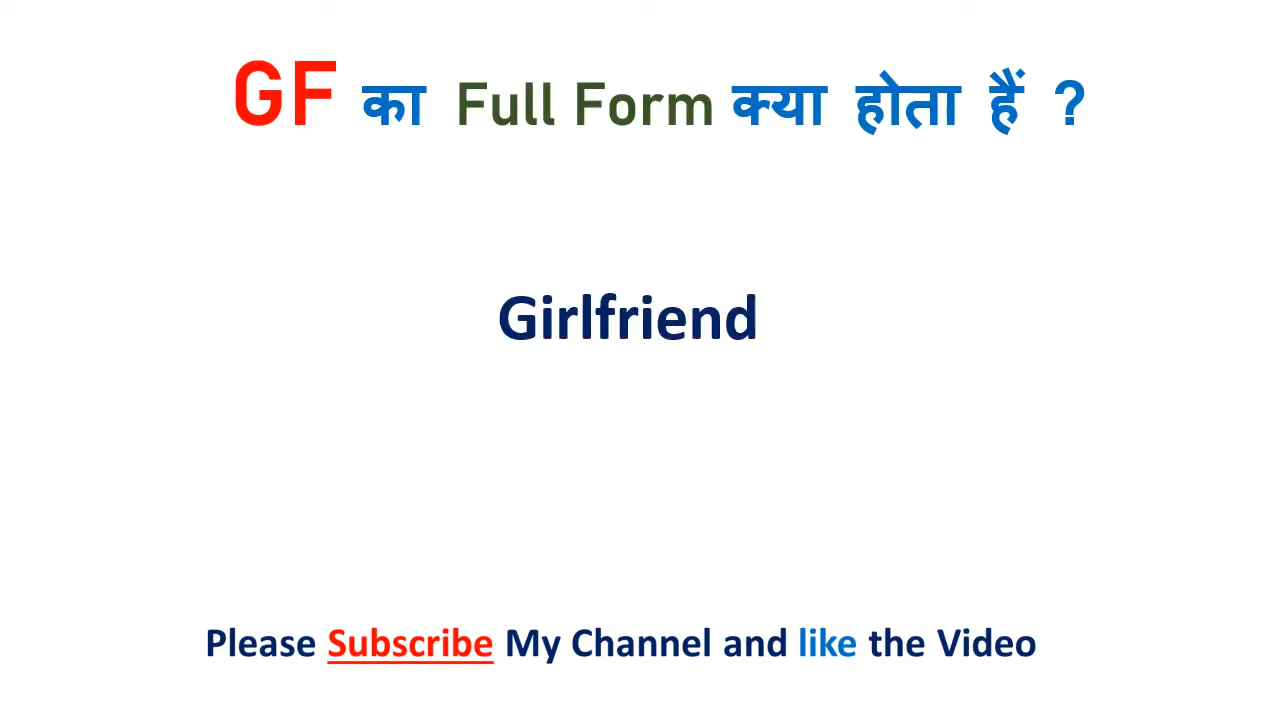 GF का Full Form क्या होता हैं ?
Girlfriend
Please Subscribe My Channel and like the Video